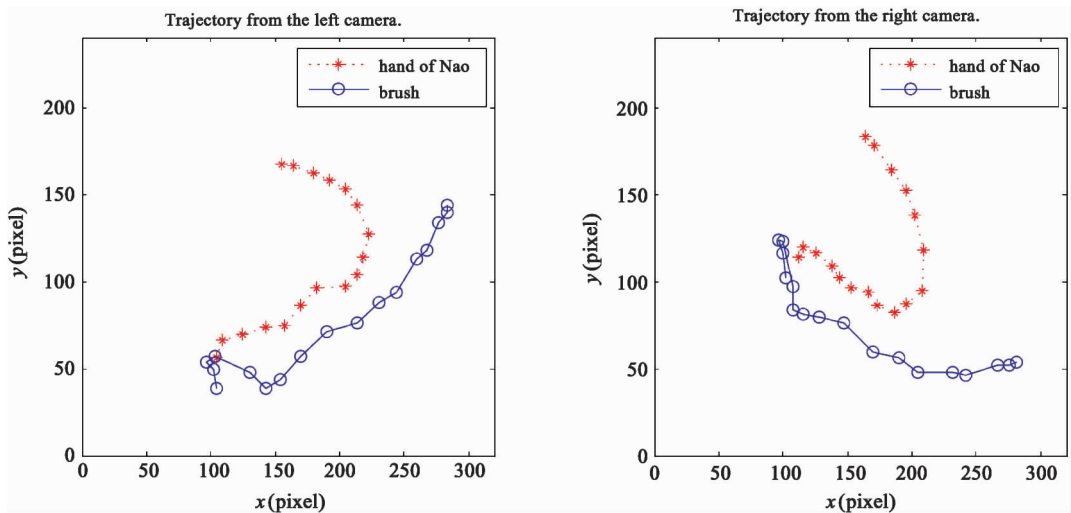 Trajectory from the left camera.
hand of Nao
brush
200
150
100
50
0
y(pixel)
0 50 100 150 200 250 300
x(pixel)
Trajectory from the right camera.
hand of Nao
brush
200
150
100
50
0
y(pixel)
0 50 100 150 200 250 300
x(pixel)